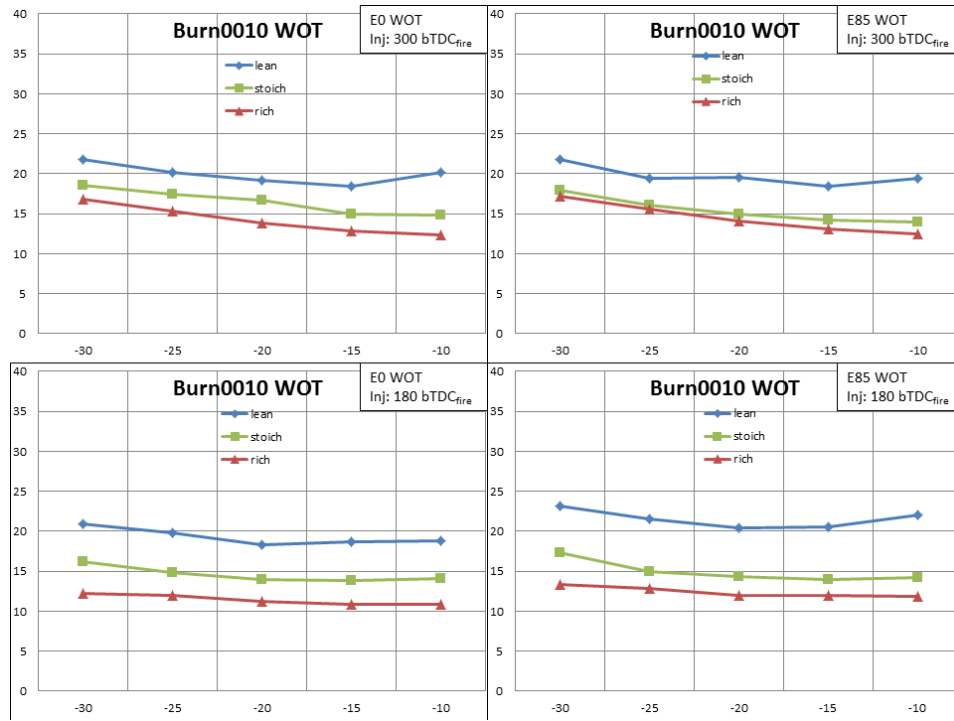 Burn0010 WOT
E0 WOT
Inj: 300 bTDCfire
lean
stoich
rich
40
35
30
25
20
15
10
5
0
-30 -25 -20 -15 -10
Burn0010 WOT
E85 WOT
Inj: 300 bTDCfire
lean
stoich
rich
40
35
30
25
20
15
10
5
0
-30 -25 -20 -15 -10
Burn0010 WOT
E0 WOT
Inj: 180 bTDCfire
lean
stoich
rich
40
35
30
25
20
15
10
5
0
-30 -25 -20 -15 -10
Burn0010 WOT
E85 WOT
Inj: 180 bTDCfire
lean
stoich
rich
40
35
30
25
20
15
10
5
0
-30 -25 -20 -15 -10